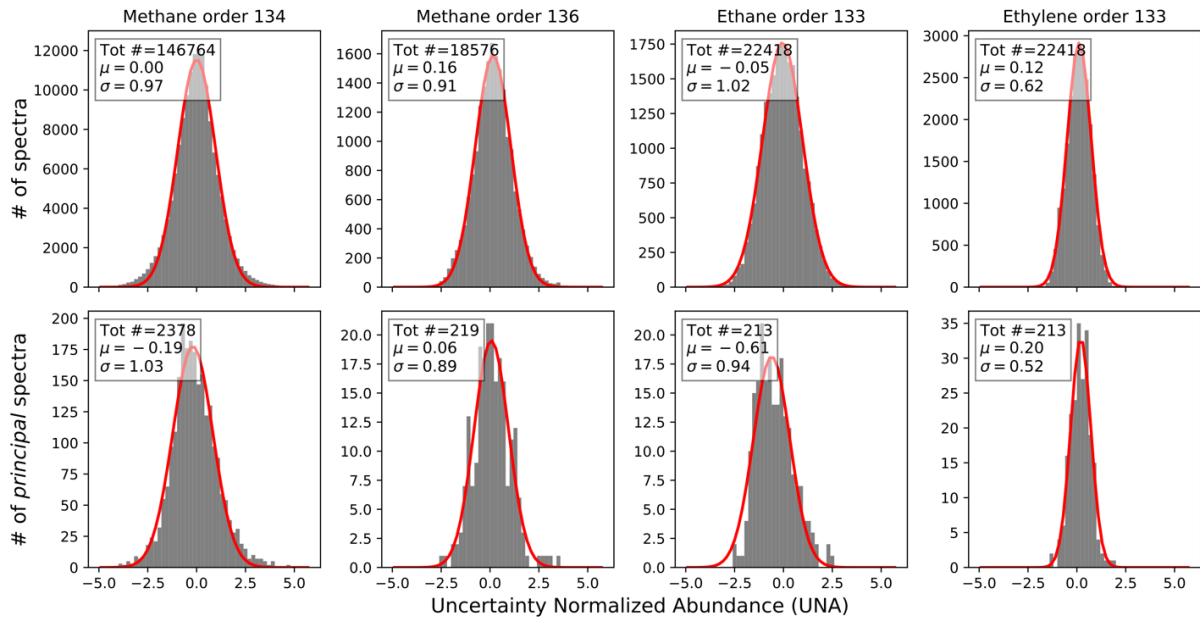 Methane order 134
Methane order 136
Ethane order 133
Ethylene order 133
# of spectra
12000
10000
8000
6000
4000
2000
0
Tot #=146764
μ = 0.00
σ = 0.97
1600
1400
1200
1000
800
600
400
200
0
Tot #=18576
μ = 0.16
σ = 0.91
1750
1500
1250
1000
750
500
250
0
Tot #=22418
μ = −0.05
σ = 1.02
3000
2500
2000
1500
1000
500
0
Tot #=22418
μ = 0.12
σ = 0.62
# of principal spectra
200
175
150
125
100
75
50
25
0
Tot #=2378
μ = −0.19
σ = 1.03
−5.0 −2.5 0.0 2.5 5.0
20.0
17.5
15.0
12.5
10.0
7.5
5.0
2.5
0.0
Tot #=219
μ = 0.06
σ = 0.89
−5.0 −2.5 0.0 2.5 5.0
20.0
17.5
15.0
12.5
10.0
7.5
5.0
2.5
0.0
Tot #=213
μ = −0.61
σ = 0.94
−5.0 −2.5 0.0 2.5 5.0
35
30
25
20
15
10
5
0
Tot #=213
μ = 0.20
σ = 0.52
−5.0 −2.5 0.0 2.5 5.0
Uncertainty Normalized Abundance (UNA)